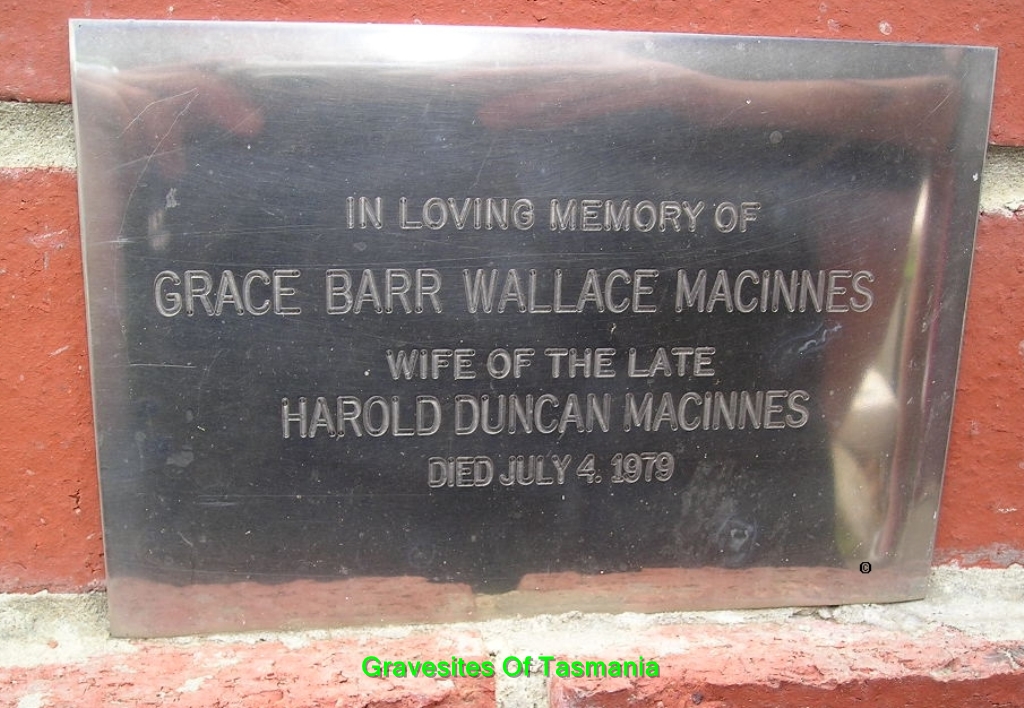 IN LOVING MEMORY OF
GRACE BARR WALLACE MACINNES
WIFE OF THE LATE
HAROLD DUNCAN MACINNES
DIED JULY 4. 1979
©
Gravesites Of Tasmania